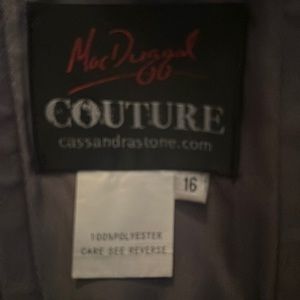 Mac Duggal
COUTURE
cassandrastone.com
16
100%POLYESTER
CARE SEE REVERSE